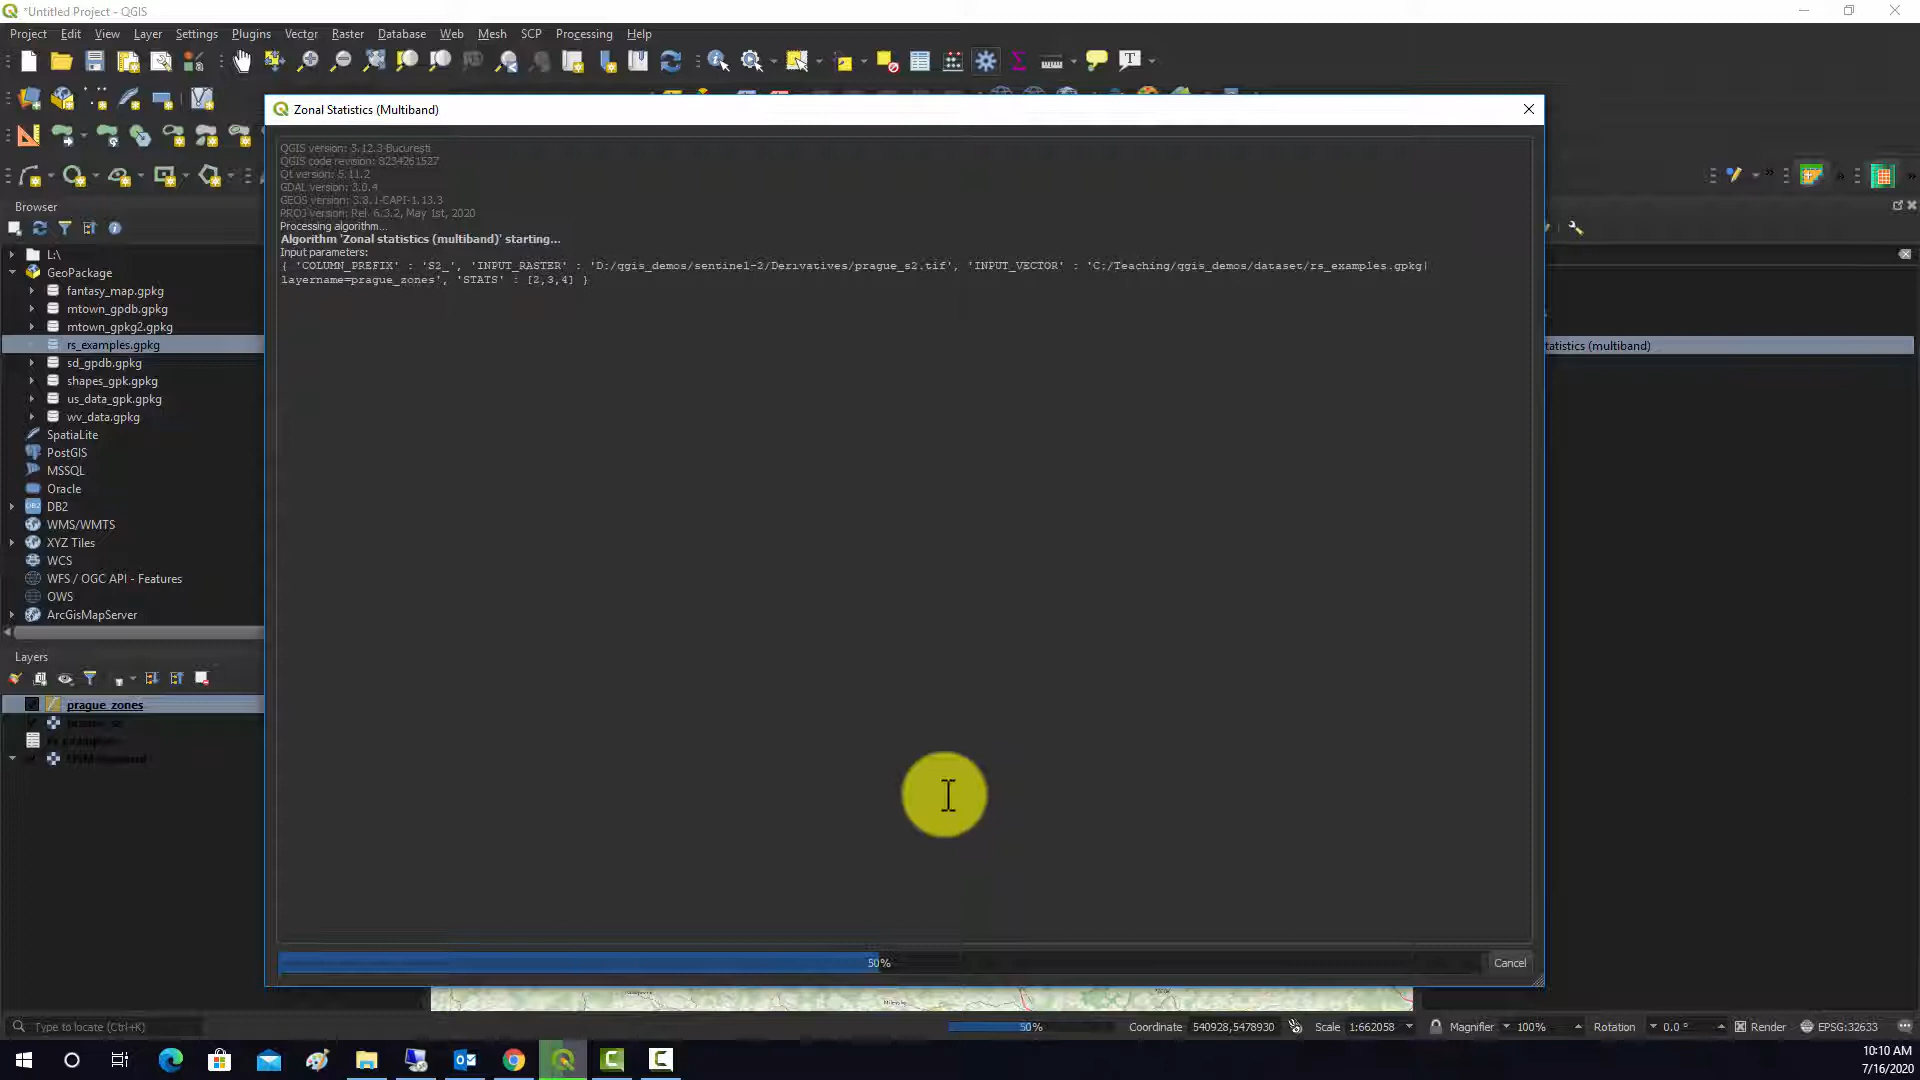 *Untitled Project - QGIS
Project Edit View Layer Settings Plugins Vector Raster Database Web Mesh SCP Processing Help
Zonal Statistics (Multiband)
QGIS version: 3.12.3-București
QGIS code revision: 8234261527
Qt version: 5.11.2
GDAL version: 3.0.4
GEOS version: 3.8.1-CAPI-1.13.3
PROJ version: Rel. 6.3.2, May 1st, 2020
Processing algorithm...
Algorithm 'Zonal statistics (multiband)' starting...
Input parameters:
{ 'COLUMN_PREFIX' : 'S2_', 'INPUT_RASTER' : 'D:/qgis_demos/sentinel-2/Derivatives/prague_s2.tif', 'INPUT_VECTOR' : 'C:/Teaching/qgis_demos/dataset/rs_examples.gpkg|
layername=prague_zones', 'STATS' : [2,3,4] }
Browser
L:\
GeoPackage
fantasy_map.gpkg
mtown_gpdb.gpkg
mtown_gpkg2.gpkg
rs_examples.gpkg
tatistics (multiband)
sd_gpdb.gpkg
shapes_gpk.gpkg
us_data_gpk.gpkg
wv_data.gpkg
SpatiaLite
PostGIS
MSSQL
Oracle
DB2
WMS/WMTS
XYZ Tiles
WCS
WFS / OGC API - Features
OWS
ArcGisMapServer
Layers
prague_zones
50%
Cancel
Type to locate (Ctrl+K)
50%
Coordinate 540928,5478930
Scale 1:662058
Magnifier 100%
Rotation 0.0 °
Render
EPSG:32633
10:10 AM
7/16/2020